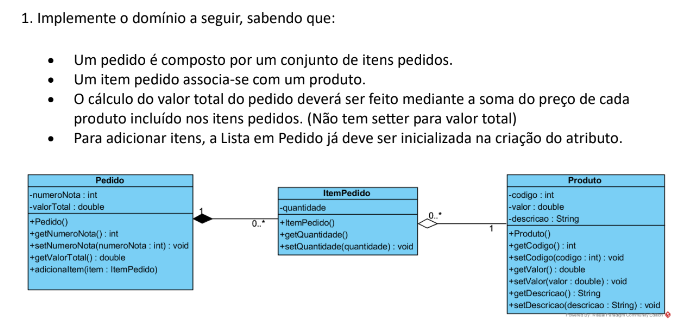 1. Implemente o domínio a seguir, sabendo que:
• Um pedido é composto por um conjunto de itens pedidos.
• Um item pedido associa-se com um produto.
• O cálculo do valor total do pedido deverá ser feito mediante a soma do preço de cada
produto incluído nos itens pedidos. (Não tem setter para valor total)
• Para adicionar itens, a Lista em Pedido já deve ser inicializada na criação do atributo.
Pedido
-numeroNota : int
-valorTotal : double
+Pedido()
+getNumeroNota() : int
+setNumeroNota(numeroNota : int) : void
+getValorTotal() : double
+adicionaItem(item : ItemPedido)
1
0..*
ItemPedido
-quantidade
+ItemPedido()
+getQuantidade()
+setQuantidade(quantidade) : void
0..*
1
Produto
-codigo : int
-valor : double
-descricao : String
+Produto()
+getCodigo() : int
+setCodigo(codigo : int) : void
+getValor() : double
+setValor(valor : double) : void
+getDescricao() : String
+setDescricao(descricao : String) : void